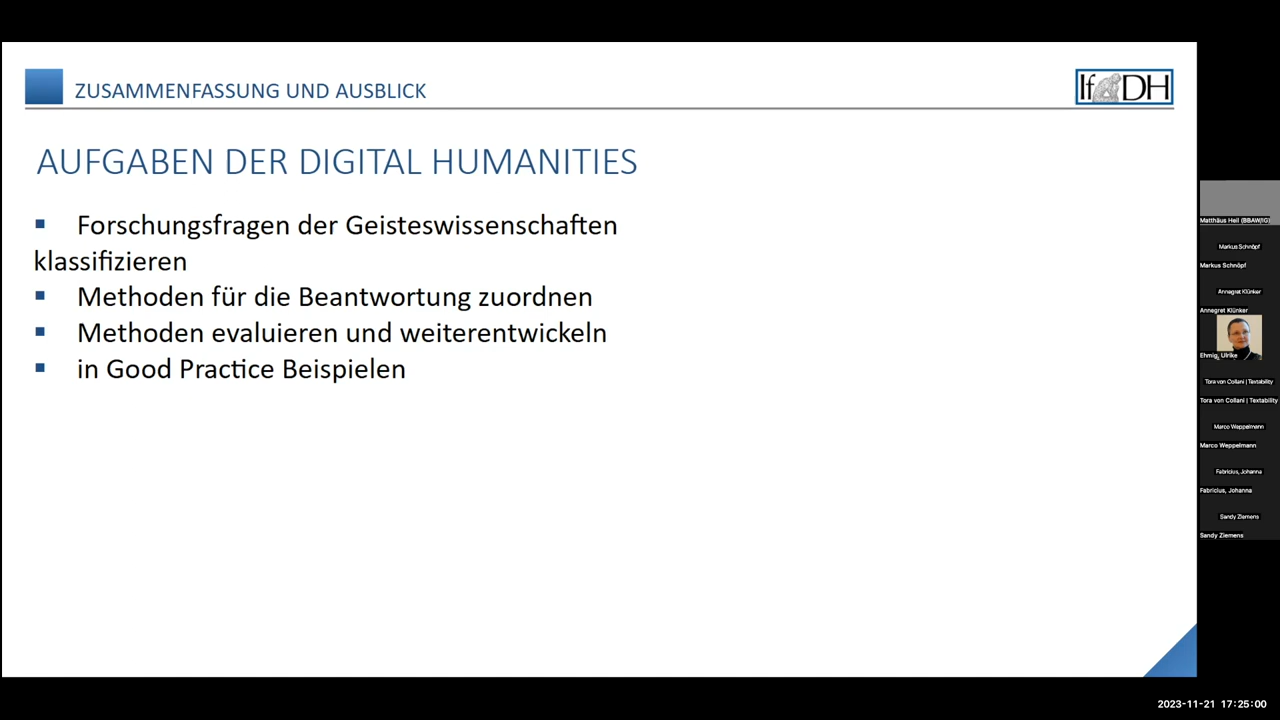 ZUSAMMENFASSUNG UND AUSBLICK
If DH
AUFGABEN DER DIGITAL HUMANITIES
▪ Forschungsfragen der Geisteswissenschaften
klassifizieren
▪ Methoden für die Beantwortung zuordnen
▪ Methoden evaluieren und weiterentwickeln
▪ in Good Practice Beispielen
Matthäus Heil (BBAW/IG)
Markus Schnöpf
Markus Schnöpf
Annegret Klünker
Annegret Klünker
Ehmig, Ulrike
Tora von Collani | Textability
Tora von Collani | Textability
Marco Weppelmann
Marco Weppelmann
Fabricius, Johanna
Fabricius, Johanna
Sandy Ziemens
Sandy Ziemens
2023-11-21 17:25:00